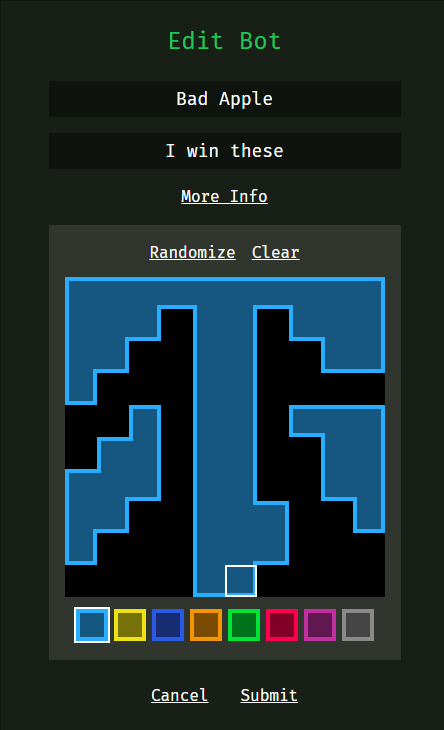 Edit Bot
Bad Apple
I win these
More Info
Randomize Clear
Cancel Submit